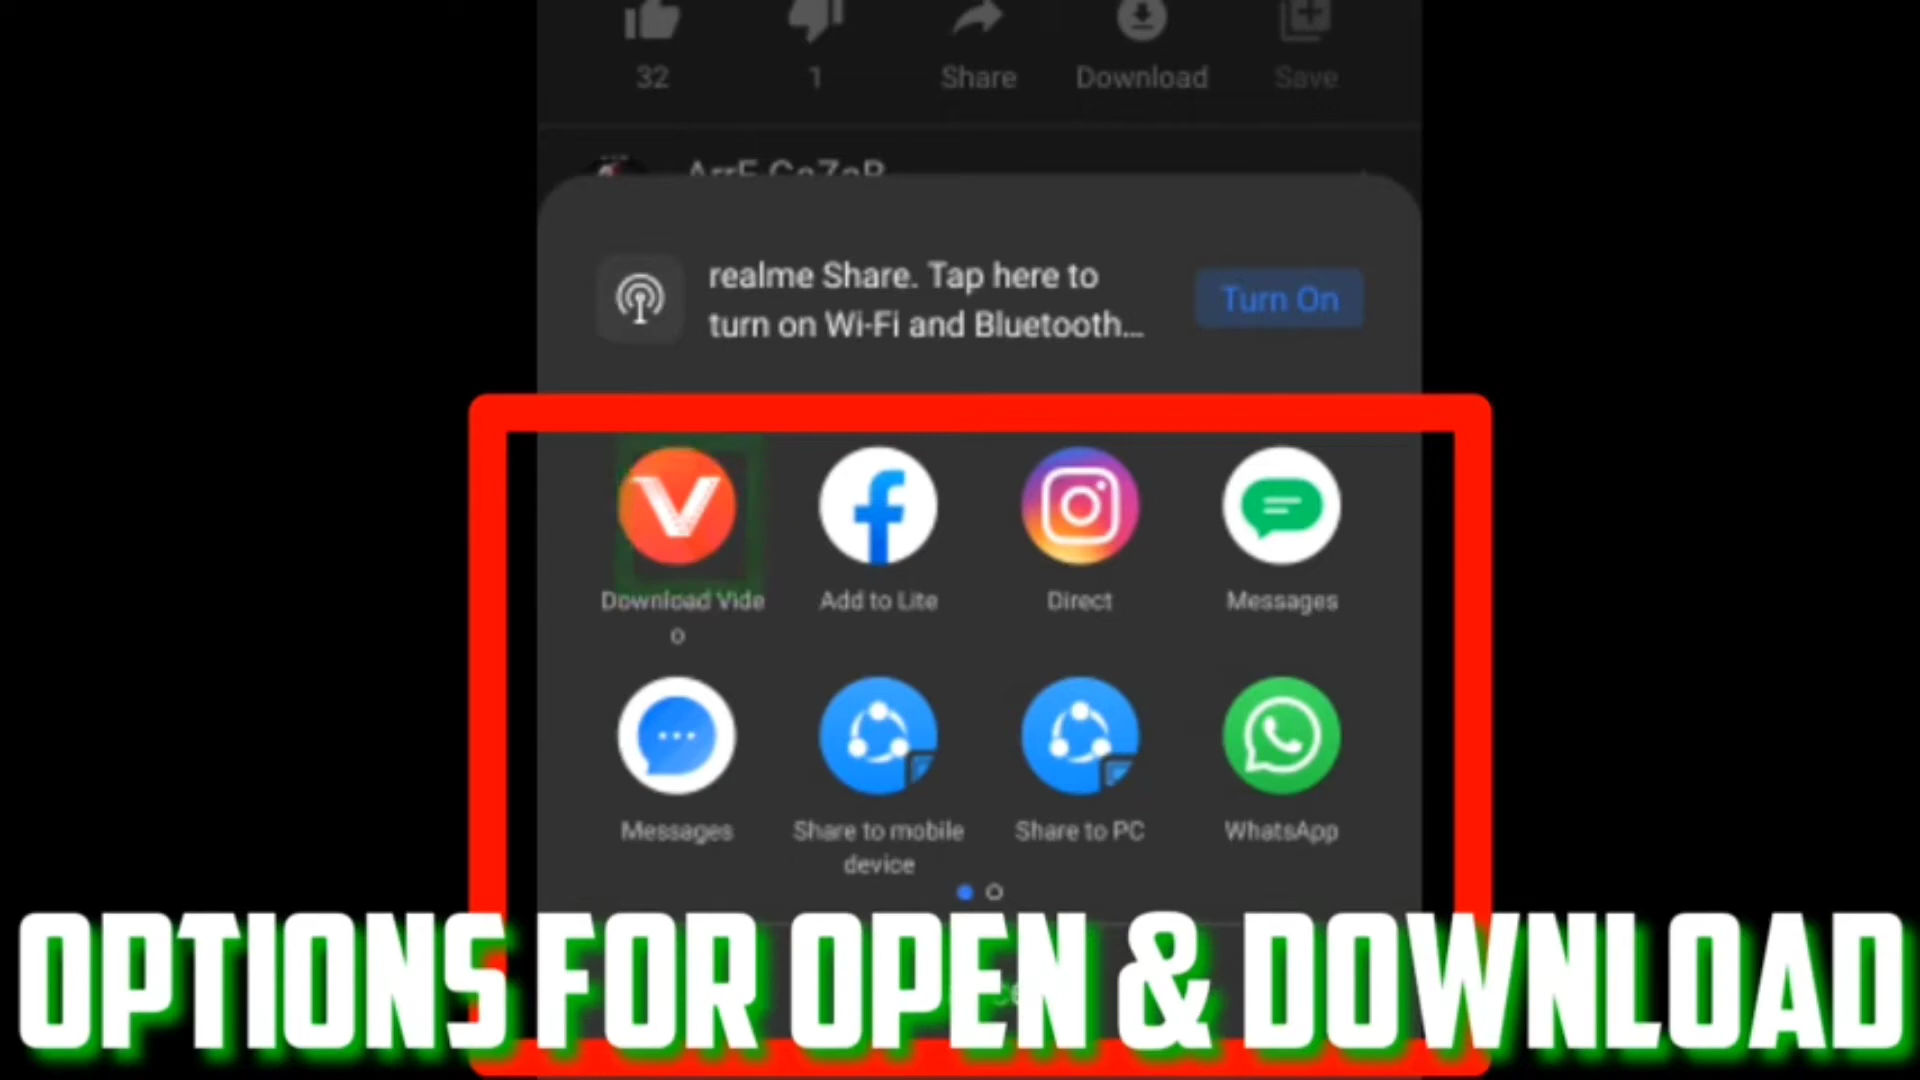 32 1 Share Download Save
ArrE GaZaR
realme Share. Tap here to
turn on Wi-Fi and Bluetooth...
Turn On
Download Vide
o
Add to Lite
Direct
Messages
Messages
Share to mobile
device
Share to PC
WhatsApp
OPTIONS FOR OPEN & DOWNLOAD